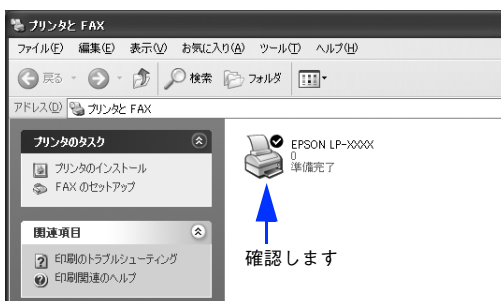 プリンタと FAX
ファイル(F) 編集(E) 表示(V) お気に入り(A) ツール(T) ヘルプ(H)
戻る 検索 フォルダ
アドレス(D) プリンタと FAX
プリンタのタスク
プリンタのインストール
FAX のセットアップ
関連項目
印刷のトラブルシューティング
印刷関連のヘルプ
EPSON LP-XXXX
0
準備完了
確認します